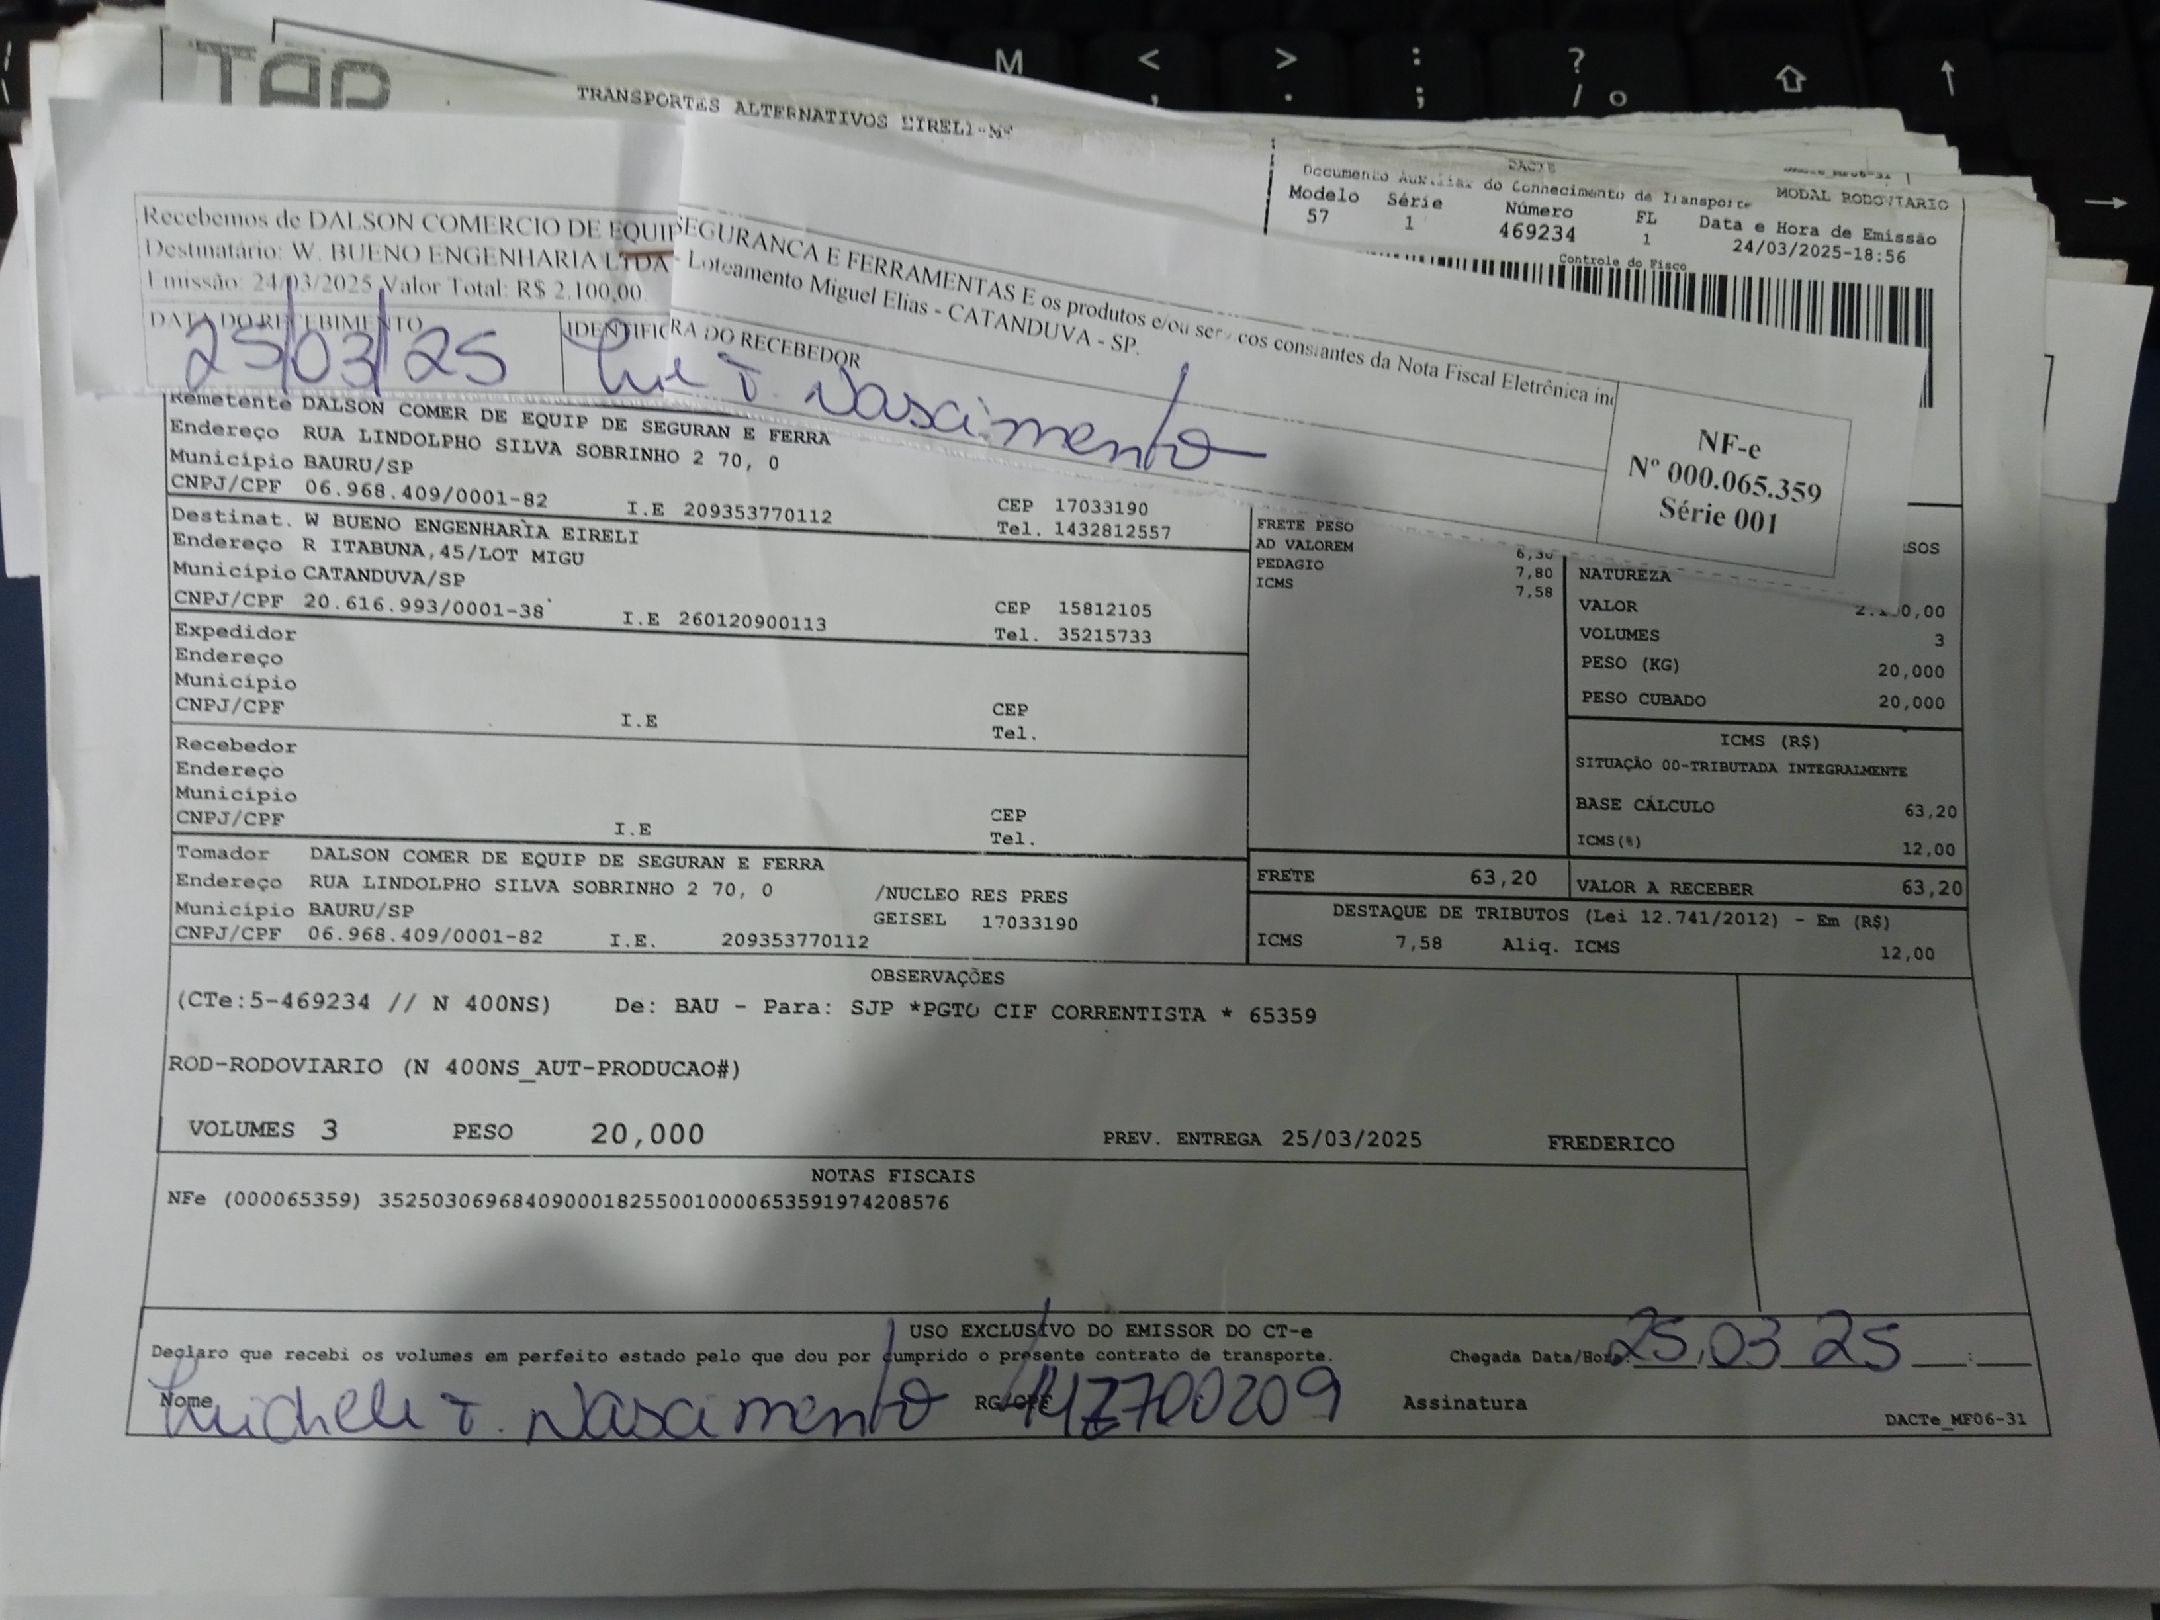 TAP
TRANSPORTES ALTERNATIVOS EIRELI-
DACTE
Documento Auxiliar do Conhecimento de Transporte MODAL RODOVIARIO
Modelo Série Número FL Data e Hora de Emissão
57 1 469234 1 24/03/2025-18:56
Controle do Fisco
Recebemos de DALSON COMERCIO DE EQUIP SEGURANCA E FERRAMENTAS E os produtos e/ou serviços constantes da Nota Fiscal Eletrônica
Destinatário: W. BUENO ENGENHARIA LTDA - Loteamento Miguel Elias - CATANDUVA - SP.
Emissão: 24/03/2025 Valor Total: R$ 2.100,00.
DATA DO RECEBIMENTO IDENTIFIC RA DO RECEBEDOR
25/03/25 T. Nascimento
NF-e
Nº 000.065.359
Série 001
Remetente DALSON COMER DE EQUIP DE SEGURAN E FERRA
Endereço RUA LINDOLPHO SILVA SOBRINHO 2 70, 0
Município BAURU/SP CEP 17033190
CNPJ/CPF 06.968.409/0001-82 I.E 209353770112 Tel. 1432812557
Destinat. W BUENO ENGENHARIA EIRELI
Endereço R ITABUNA,45/LOT MIGU
Município CATANDUVA/SP CEP 15812105
CNPJ/CPF 20.616.993/0001-38 I.E 260120900113 Tel. 35215733
Expedidor
Endereço
Município CEP
CNPJ/CPF I.E Tel.
Recebedor
Endereço
Município CEP
CNPJ/CPF I.E Tel.
Tomador DALSON COMER DE EQUIP DE SEGURAN E FERRA
Endereço RUA LINDOLPHO SILVA SOBRINHO 2 70, 0 /NUCLEO RES PRES
Município BAURU/SP GEISEL 17033190
CNPJ/CPF 06.968.409/0001-82 I.E. 209353770112
FRETE PESO
AD VALOREM 6,30
PEDAGIO 7,80
ICMS 7,58
NATUREZA
VALOR
VOLUMES 3
PESO (KG) 20,000
PESO CUBADO 20,000
ICMS (R$)
SITUAÇÃO 00-TRIBUTADA INTEGRALMENTE
BASE CÁLCULO 63,20
ICMS(%) 12,00
FRETE 63,20 VALOR A RECEBER 63,20
DESTAQUE DE TRIBUTOS (Lei 12.741/2012) - Em (R$)
ICMS 7,58 Aliq. ICMS 12,00
OBSERVAÇÕES
(CTe:5-469234 // N 400NS) De: BAU - Para: SJP *PGTO CIF CORRENTISTA * 65359
ROD-RODOVIARIO (N 400NS_AUT-PRODUCAO#)
VOLUMES 3 PESO 20,000 PREV. ENTREGA 25/03/2025 FREDERICO
NOTAS FISCAIS
NFe (000065359) 35250306968409000182550010000653591974208576
USO EXCLUSIVO DO EMISSOR DO CT-e
Declaro que recebi os volumes em perfeito estado pelo que dou por cumprido o presente contrato de transporte. Chegada Data/Hora: 25,03 25 :
Nome Micheli T. Nascimento RG/CPF 142700209 Assinatura
DACTe_MF06-31